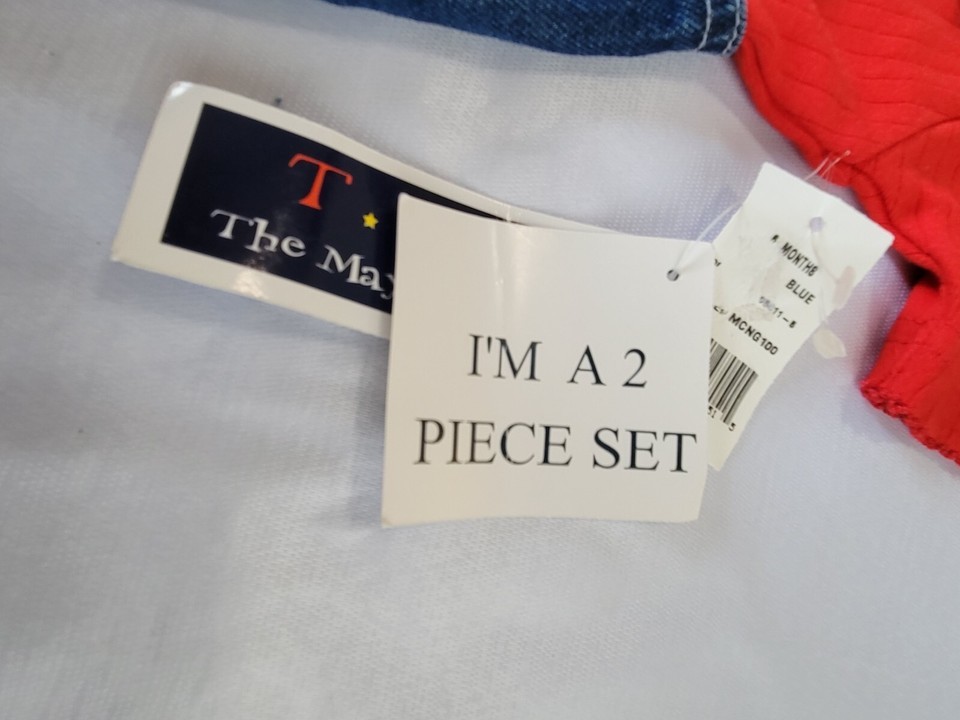 T
The May
I'M A 2
PIECE SET
MONTHS
BLUE
MCNG100